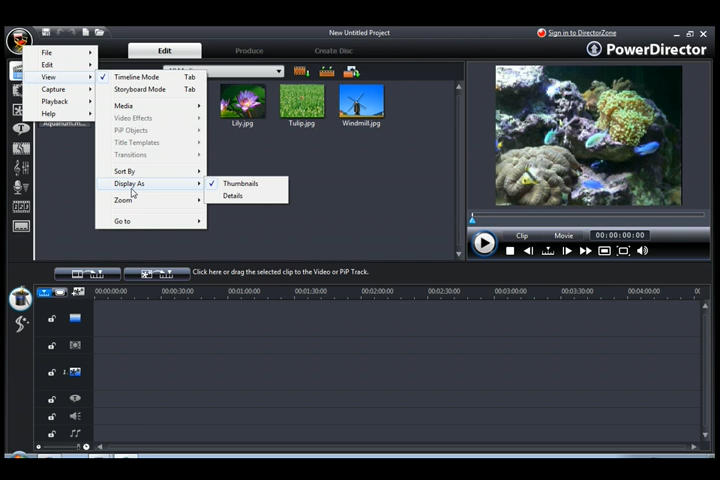 New Untitled Project
Sign in to DirectorZone
Edit
Produce
Create Disc
PowerDirector
File
Edit
View
Capture
Playback
Help
Timeline Mode Tab
Storyboard Mode Tab
Media
Video Effects
PiP Objects
Title Templates
Transitions
Sort By
Display As
Zoom
Go to
Thumbnails
Details
Lily.jpg
Tulip.jpg
Windmill.jpg
Clip
Movie
00:00:00:00
Click here or drag the selected clip to the Video or PiP Track.
00:00:00:00
00:00:30:00
00:01:00:00
00:01:30:00
00:02:00:00
00:02:30:00
00:03:00:00
00:03:30:00
00:04:00:00
1.